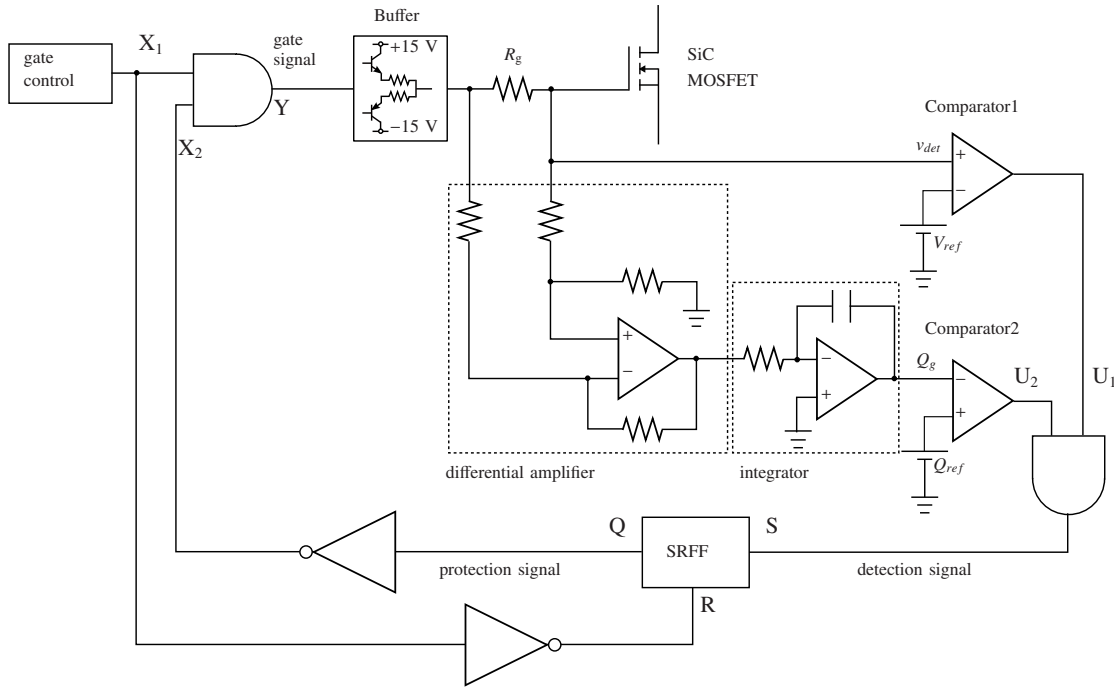 Buffer
X1
gate
signal
+15 V
gate
control
Rg
SiC
MOSFET
Y
−15 V
Comparator1
X2
vdet
+
−
Vref
Comparator2
+
−
−
+
Qg
−
+
U2
U1
Qref
differential amplifier
integrator
Q
SRFF
S
protection signal
detection signal
R